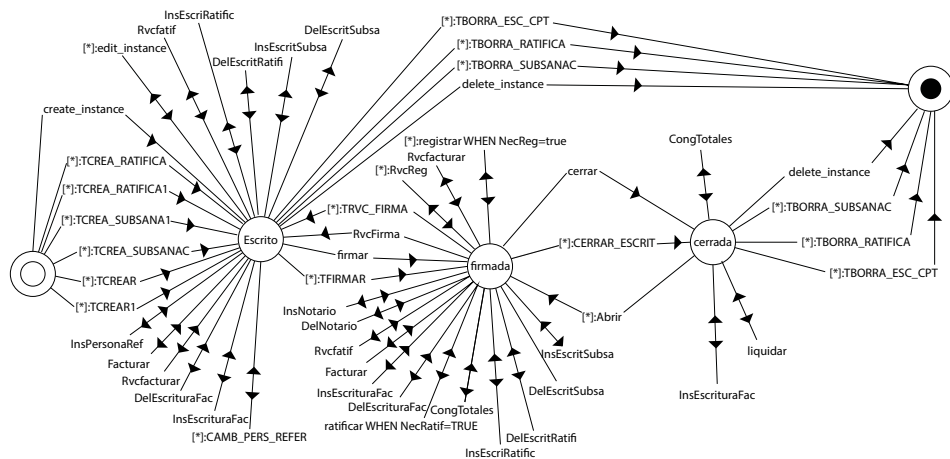 InsEscriRatific
Rvcfatif
[*]:edit_instance
DelEscritRatifi
InsEscritSubsa
DelEscritSubsa
create_instance
[*]:TCREA_RATIFICA
[*]:TCREA_RATIFICA1
[*]:TCREA_SUBSANA1
[*]:TCREA_SUBSANAC
[*]:TCREAR
[*]:TCREAR1
InsPersonaRef
Facturar
Rvcfacturar
DelEscrituraFac
InsEscrituraFac
[*]:CAMB_PERS_REFER
Escrito
[*]:TBORRA_ESC_CPT
[*]:TBORRA_RATIFICA
[*]:TBORRA_SUBSANAC
delete_instance
[*]:TRVC_FIRMA
RvcFirma
firmar
[*]:TFIRMAR
[*]:registrar WHEN NecReg=true
Rvcfacturar
[*]:RvcReg
firmada
InsNotario
DelNotario
Rvcfatif
Facturar
InsEscrituraFac
DelEscrituraFac
CongTotales
ratificar WHEN NecRatif=TRUE
InsEscriRatific
DelEscritRatifi
DelEscritSubsa
InsEscritSubsa
cerrar
[*]:CERRAR_ESCRIT
[*]:Abrir
CongTotales
cerrada
delete_instance
[*]:TBORRA_SUBSANAC
[*]:TBORRA_RATIFICA
[*]:TBORRA_ESC_CPT
liquidar
InsEscrituraFac